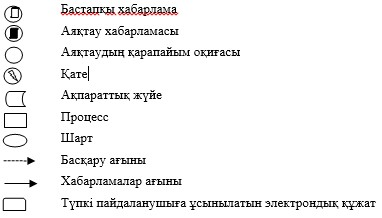 Бастапқы хабарлама
Аяқтау хабарламасы
Аяқтаудың қарапайым оқиғасы
Қате
Ақпараттық жүйе
Процесс
Шарт
Басқару ағыны
Хабарламалар ағыны
Түпкі пайдаланушыға ұсынылатын электрондық құжат